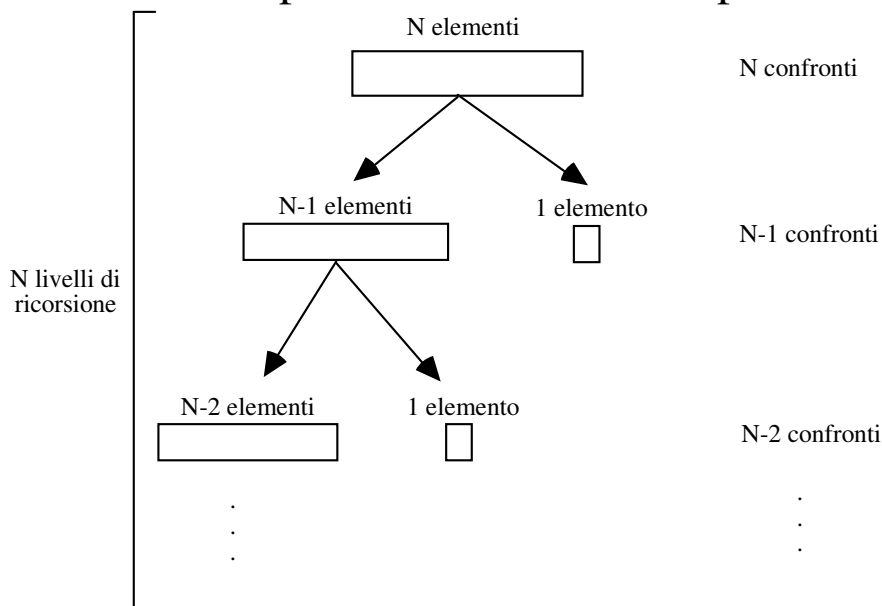 N elementi
N confronti
N-1 elementi
1 elemento
N-1 confronti
N livelli di
ricorsione
N-2 elementi
1 elemento
N-2 confronti